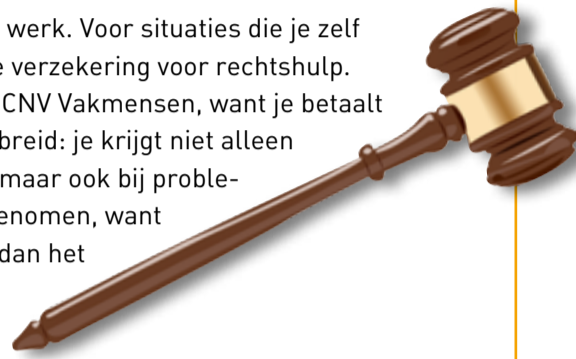 werk. Voor situaties die je zelf
verzekering voor rechtshulp.
CNV Vakmensen, want je betaalt
breid: je krijgt niet alleen
maar ook bij proble-
enomen, want
dan het